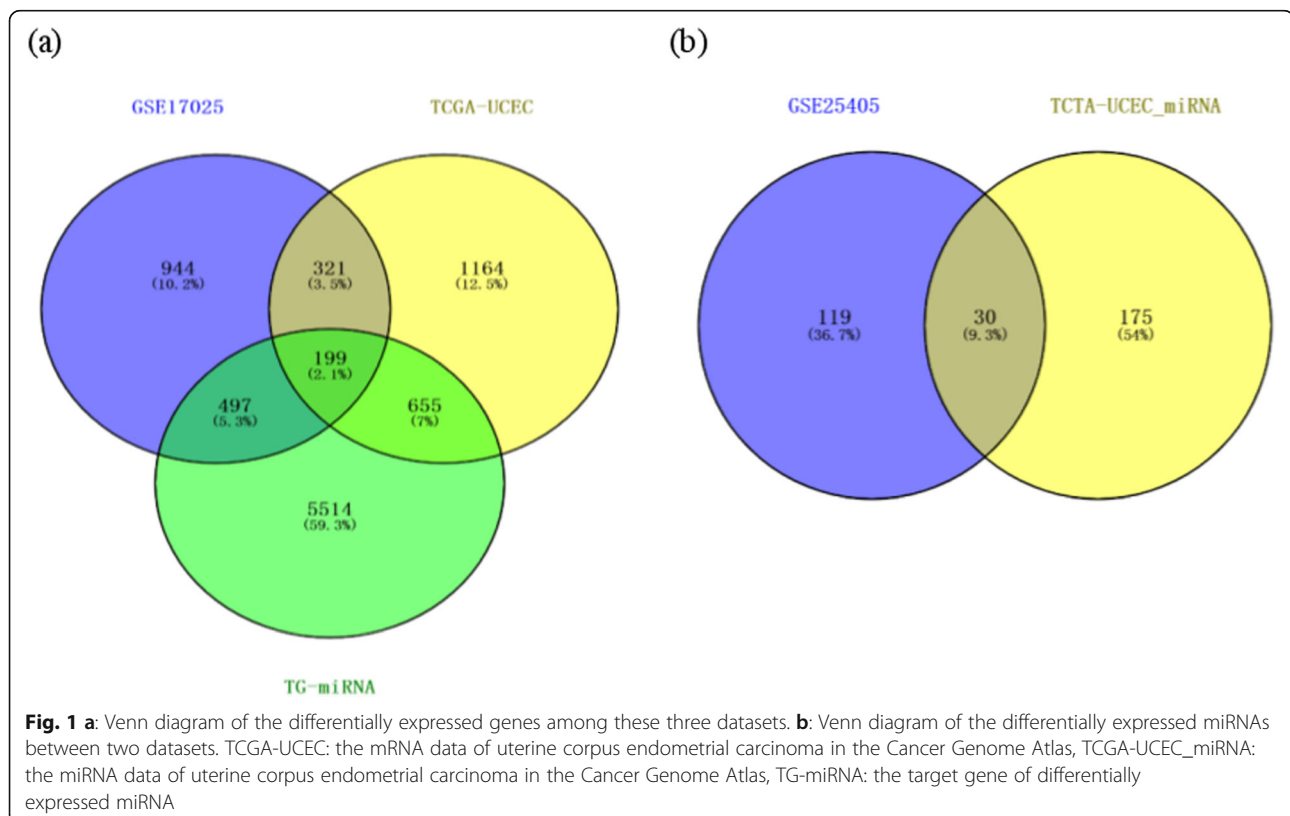 (a)
(b)
GSE17025
TCGA-UCEC
GSE25405
TCTA-UCEC_miRNA
944
(10.2%)
321
(3.5%)
1164
(12.5%)
199
(2.1%)
497
(5.3%)
655
(7%)
5514
(59.3%)
TG-miRNA
119
(36.7%)
30
(9.3%)
175
(54%)
Fig. 1 a: Venn diagram of the differentially expressed genes among these three datasets. b: Venn diagram of the differentially expressed miRNAs
between two datasets. TCGA-UCEC: the mRNA data of uterine corpus endometrial carcinoma in the Cancer Genome Atlas, TCGA-UCEC_miRNA:
the miRNA data of uterine corpus endometrial carcinoma in the Cancer Genome Atlas, TG-miRNA: the target gene of differentially
expressed miRNA